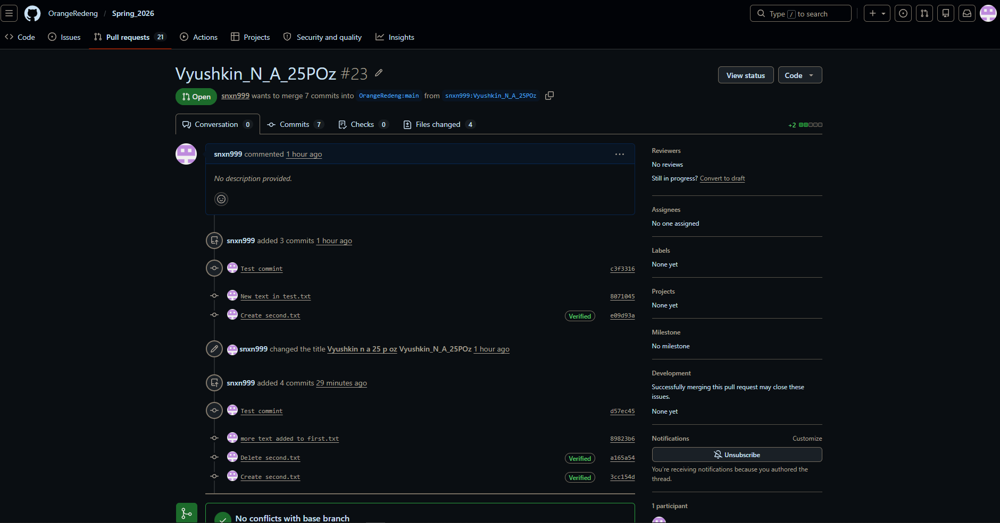 OrangeRedeng / Spring_2026
Type / to search
Code
Issues
Pull requests 21
Actions
Projects
Security and quality
Insights
Vyushkin_N_A_25POz #23
View status
Code
Open
snxn999 wants to merge 7 commits into OrangeRedeng:main from snxn999:Vyushkin_N_A_25POz
Conversation 0
Commits 7
Checks 0
Files changed 4
+2
snxn999 commented 1 hour ago
No description provided.
snxn999 added 3 commits 1 hour ago
Test commint c3f3316
New text in test.txt 8071045
Create second.txt Verified e09d93a
snxn999 changed the title Vyushkin n a 25 p oz Vyushkin_N_A_25POz 1 hour ago
snxn999 added 4 commits 29 minutes ago
Test commint d57ec45
more text added to first.txt 89823b6
Delete second.txt Verified a165a54
Create second.txt Verified 3cc154d
No conflicts with base branch
Reviewers
No reviews
Still in progress? Convert to draft
Assignees
No one assigned
Labels
None yet
Projects
None yet
Milestone
No milestone
Development
Successfully merging this pull request may close these
issues.
None yet
Notifications Customize
Unsubscribe
You're receiving notifications because you authored the
thread.
1 participant